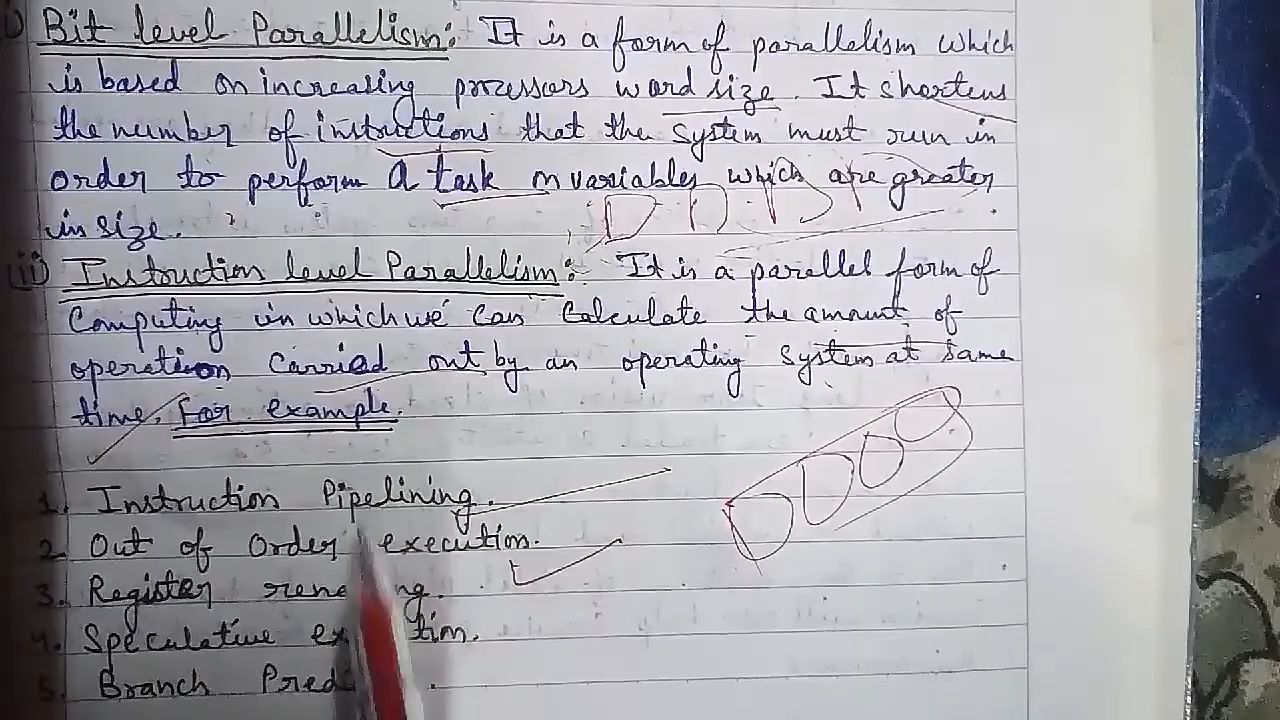 i) Bit level Parallelism: It is a form of parallelism which
is based on increasing processors word size. It shortens
the number of instructions that the system must run in
order to perform a task on variables which are greater
in size.
(ii) Instruction level Parallelism: It is a parallel form of
Computing in which we can Calculate the amount of
operation Carried out by an operating System at same
time. For example.
1. Instruction Pipelining.
2. Out of Order execution.
3. Register
4. Speculative
5. Branch